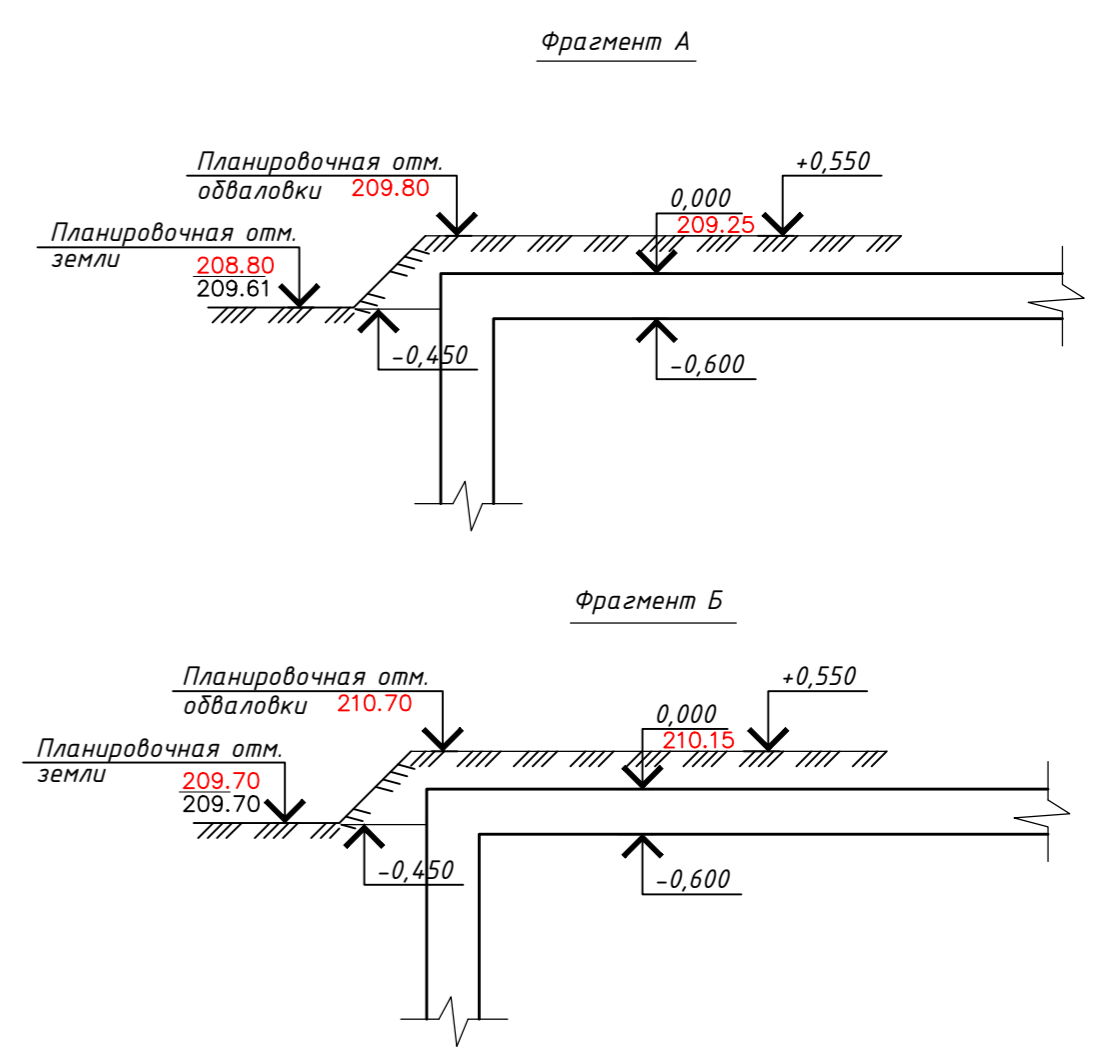 Фрагмент А
Планировочная отм.
обваловки 209.80
+0,550
0,000
209.25
Планировочная отм.
земли
208.80
209.61
-0,450
-0,600
Фрагмент Б
Планировочная отм.
обваловки 210.70
+0,550
0,000
210.15
Планировочная отм.
земли
209.70
209.70
-0,450
-0,600